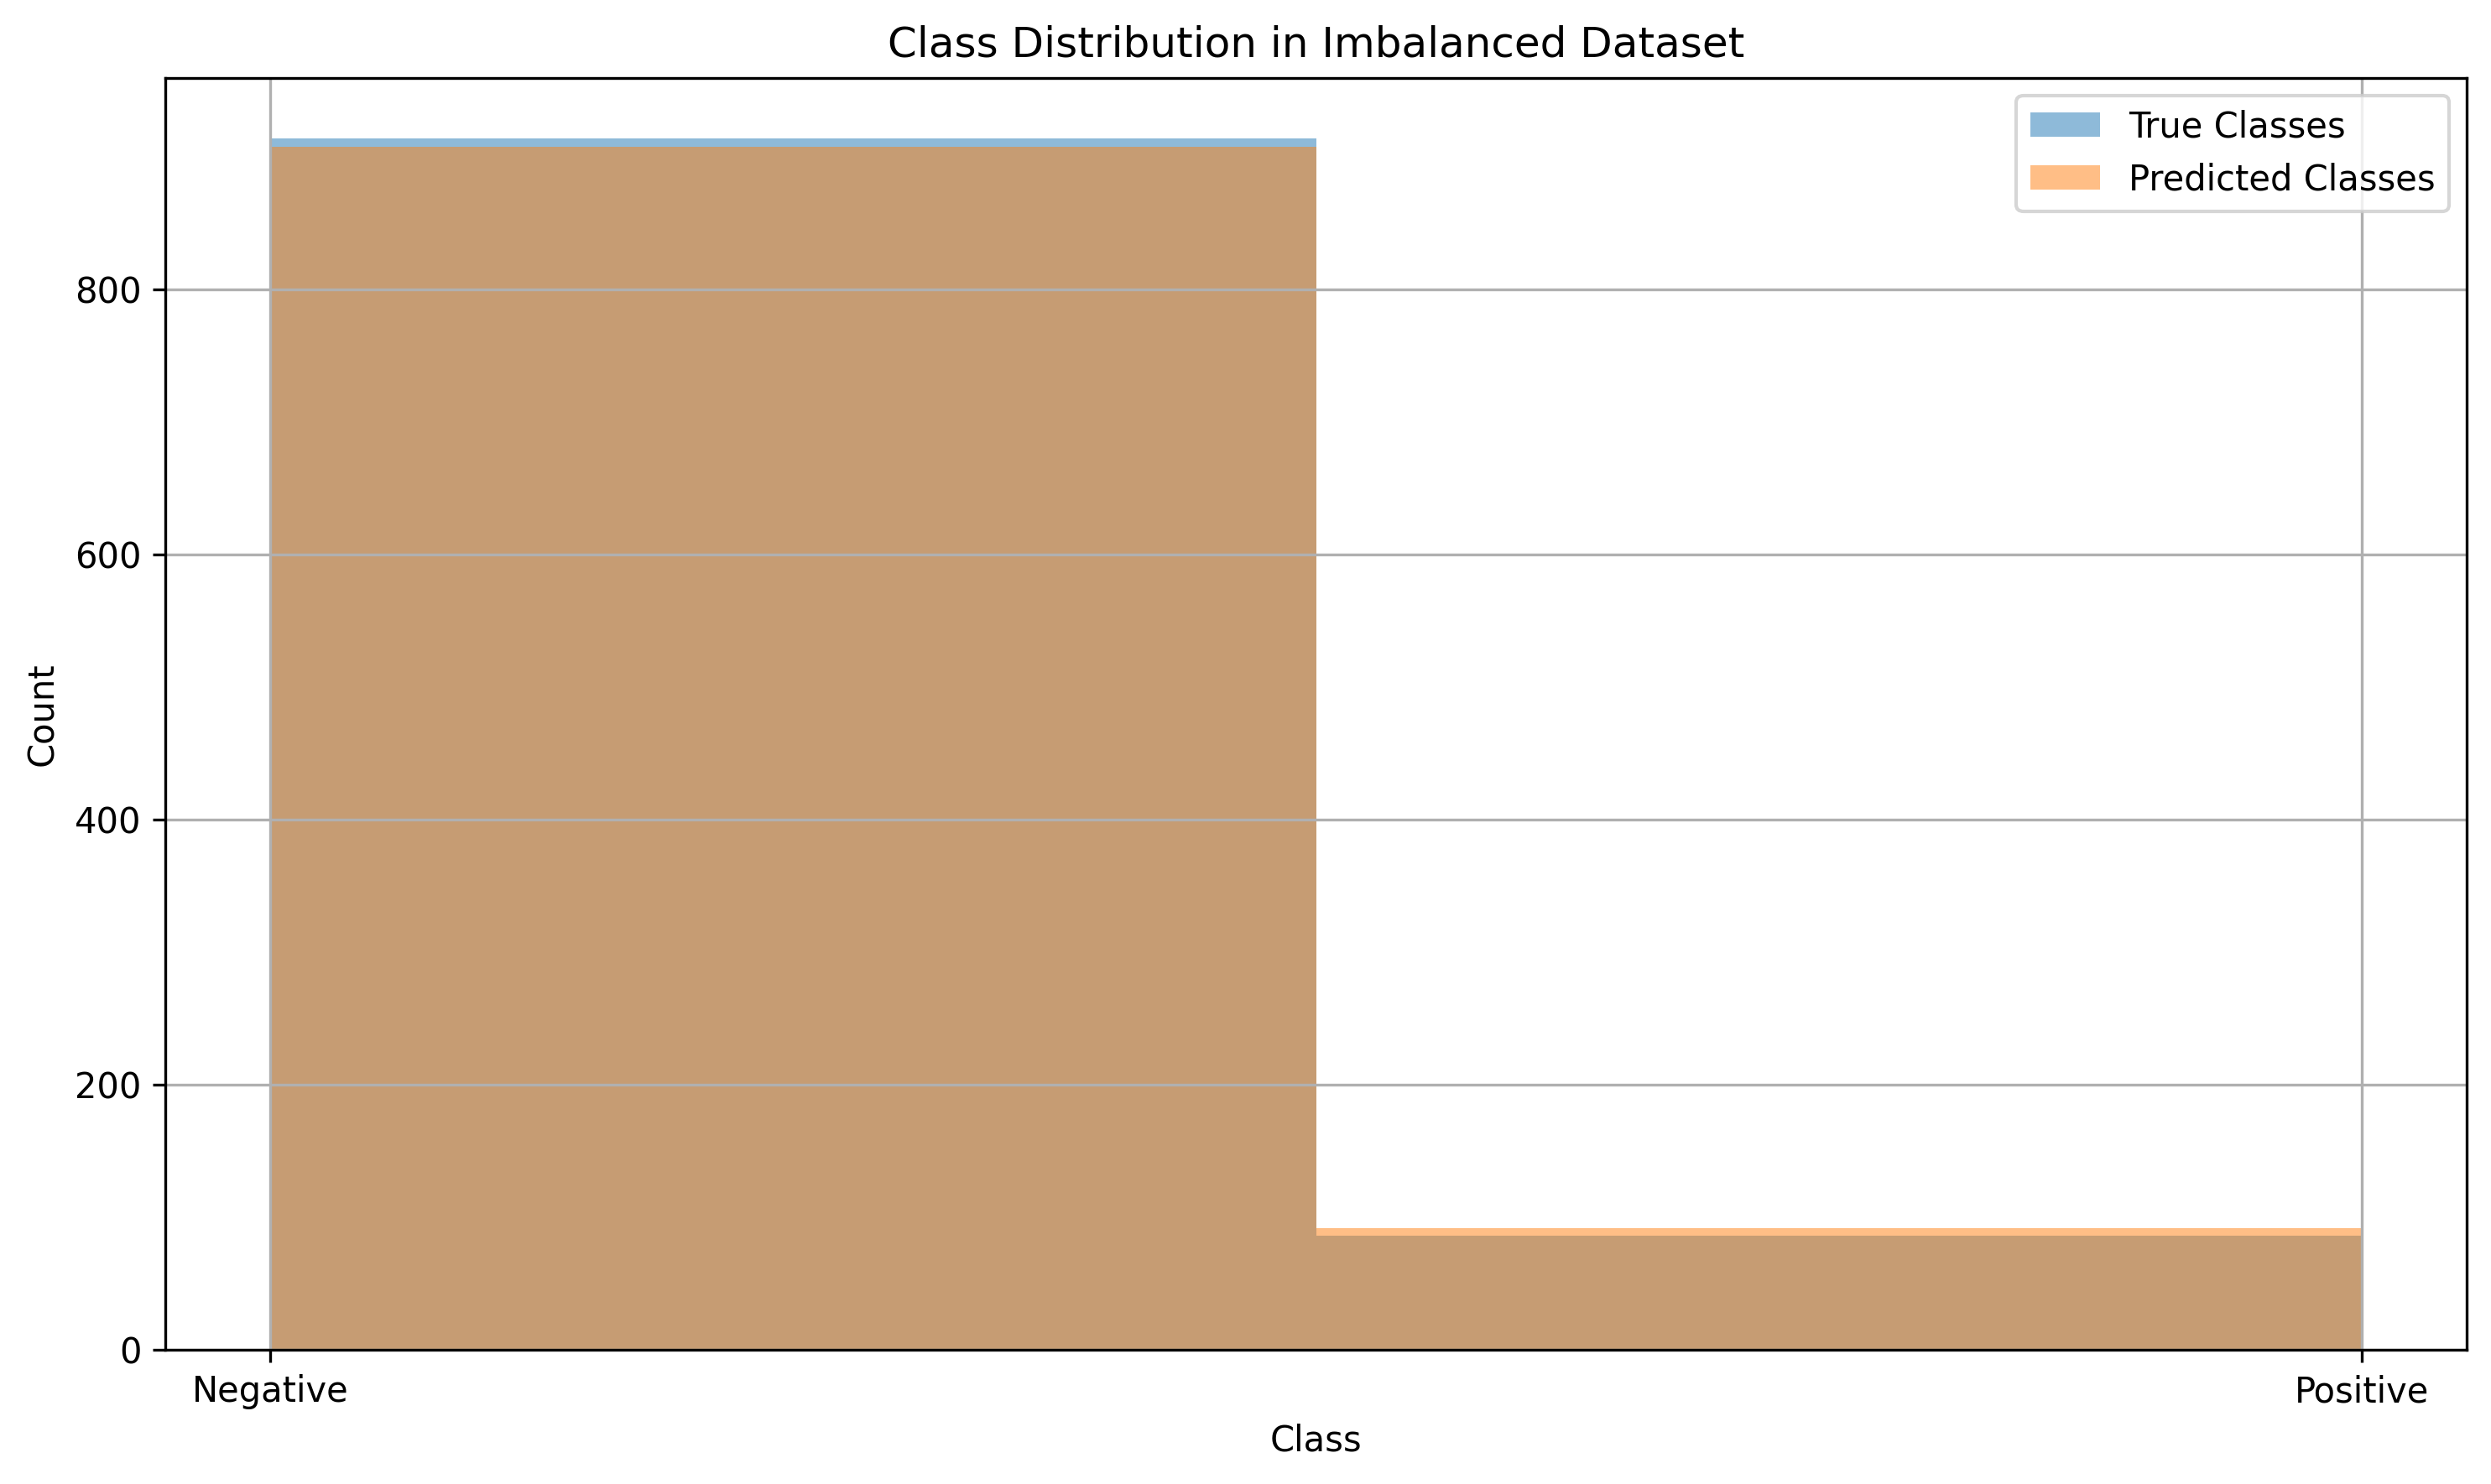 Class Distribution in Imbalanced Dataset
True Classes
Predicted Classes
800
600
400
200
0
Count
Negative
Positive
Class